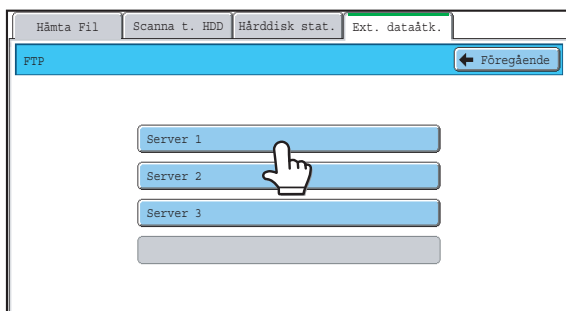 Hämta Fil Scanna t. HDD Hårddisk stat. Ext. dataåtk.
FTP Föregående
Server 1
Server 2
Server 3